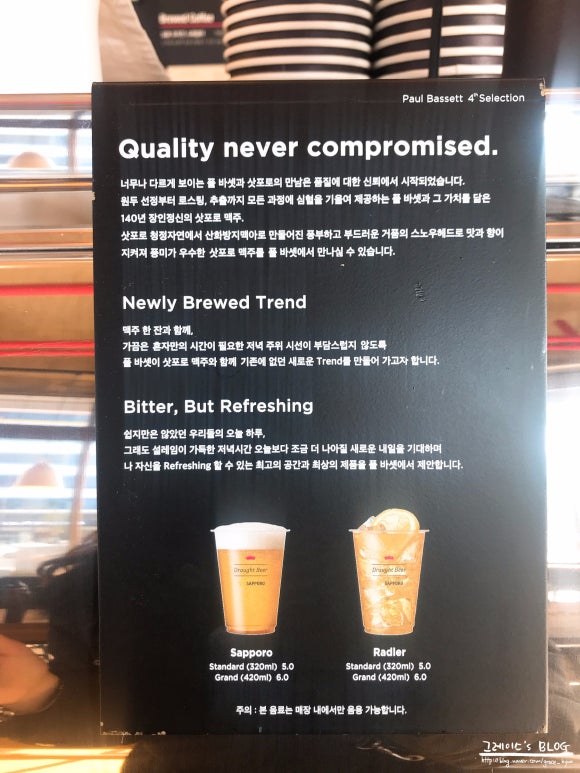 Brewed Coffee
Paul Bassett 4th Selection
Quality never compromised.
너무나 다르게 보이는 폴 바셋과 삿포로의 만남은 품질에 대한 신뢰에서 시작되었습니다.
원두 선정부터 로스팅, 추출까지 모든 과정에 심혈을 기울여 제공하는 폴 바셋과 그 가치를 닮은
140년 장인정신의 삿포로 맥주.
삿포로 청정자연에서 산화방지맥아로 만들어진 풍부하고 부드러운 거품의 스노우헤드로 맛과 향이
지켜져 풍미가 우수한 삿포로 맥주를 폴 바셋에서 만나실 수 있습니다.
Newly Brewed Trend
맥주 한 잔과 함께,
가끔은 혼자만의 시간이 필요한 저녁 주위 시선이 부담스럽지 않도록
폴 바셋이 삿포로 맥주와 함께 기존에 없던 새로운 Trend를 만들어 가고자 합니다.
Bitter, But Refreshing
쉽지만은 않았던 우리들의 오늘 하루,
그래도 설레임이 가득한 저녁시간 오늘보다 조금 더 나아질 새로운 내일을 기대하며
나 자신을 Refreshing 할 수 있는 최고의 공간과 최상의 제품을 폴 바셋에서 제안합니다.
Draught Beer Draught Beer
SAPPORO SAPPORO
Sapporo Radler
Standard (320ml) 5.0 Standard (320ml) 5.0
Grand (420ml) 6.0 Grand (420ml) 6.0
주의 : 본 음료는 매장 내에서만 음용 가능합니다.
그레이스's BLOG